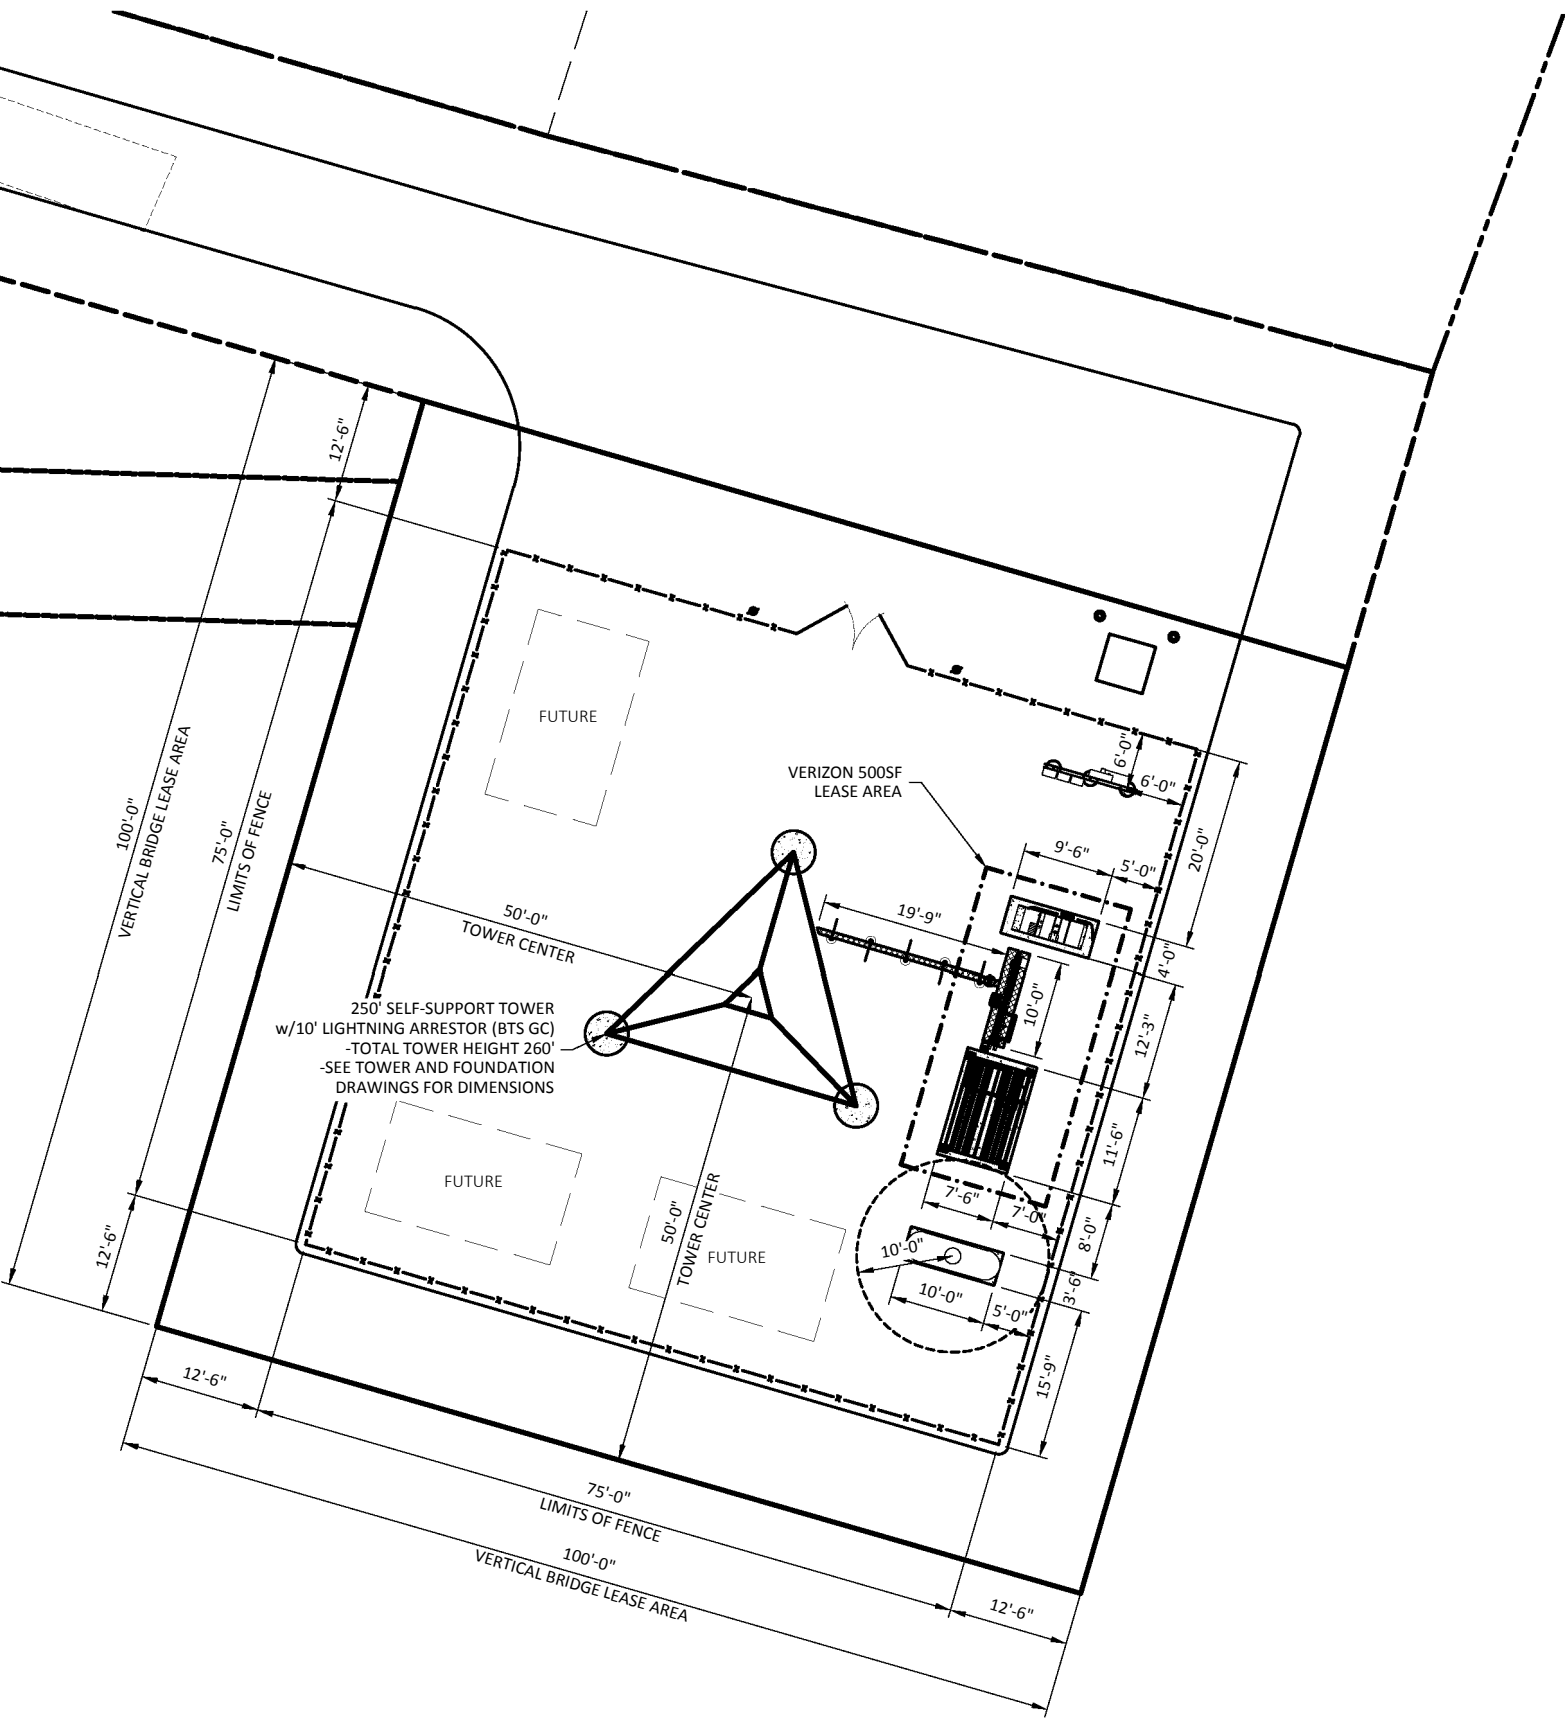 12'-6"
100'-0"
VERTICAL BRIDGE LEASE AREA
75'-0"
LIMITS OF FENCE
12'-6"
FUTURE
VERIZON 500SF
LEASE AREA
6'-0"
6'-0"
20'-0"
9'-6"
5'-0"
4'-0"
19'-9"
10'-0"
12'-3"
50'-0"
TOWER CENTER
250' SELF-SUPPORT TOWER
w/10' LIGHTNING ARRESTOR (BTS GC)
-TOTAL TOWER HEIGHT 260'
-SEE TOWER AND FOUNDATION
DRAWINGS FOR DIMENSIONS
11'-6"
FUTURE
50'-0"
TOWER CENTER
FUTURE
7'-6"
7'-0"
8'-0"
10'-0"
10'-0"
5'-0"
3'-6"
15'-9"
12'-6"
75'-0"
LIMITS OF FENCE
100'-0"
VERTICAL BRIDGE LEASE AREA
12'-6"